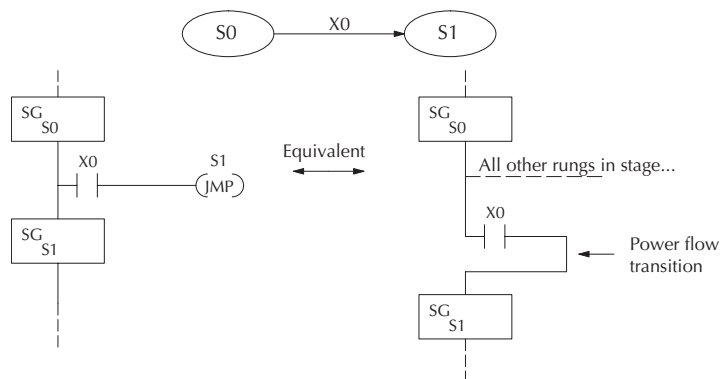 S0
X0
S1
SG
S0
X0
S1
JMP
SG
S1
Equivalent
SG
S0
All other rungs in stage...
X0
Power flow
transition
SG
S1